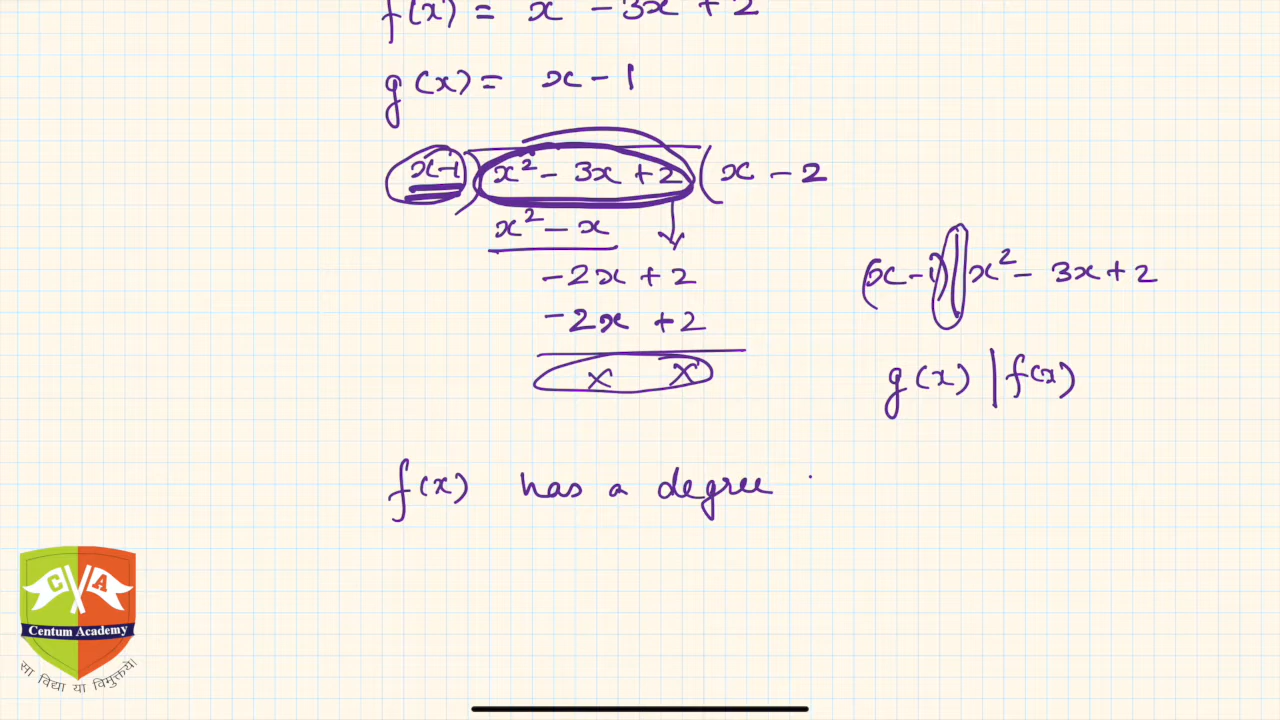 f(x) = x - 3x + 2
g(x) = x - 1
x-1) x² - 3x + 2 (x - 2
x² - x
-2x + 2
-2x + 2
x x
(x-1) | x² - 3x + 2
g(x) | f(x)
f(x) has a degree
C A
Centum Academy
सा विद्या या विमुक्तये।